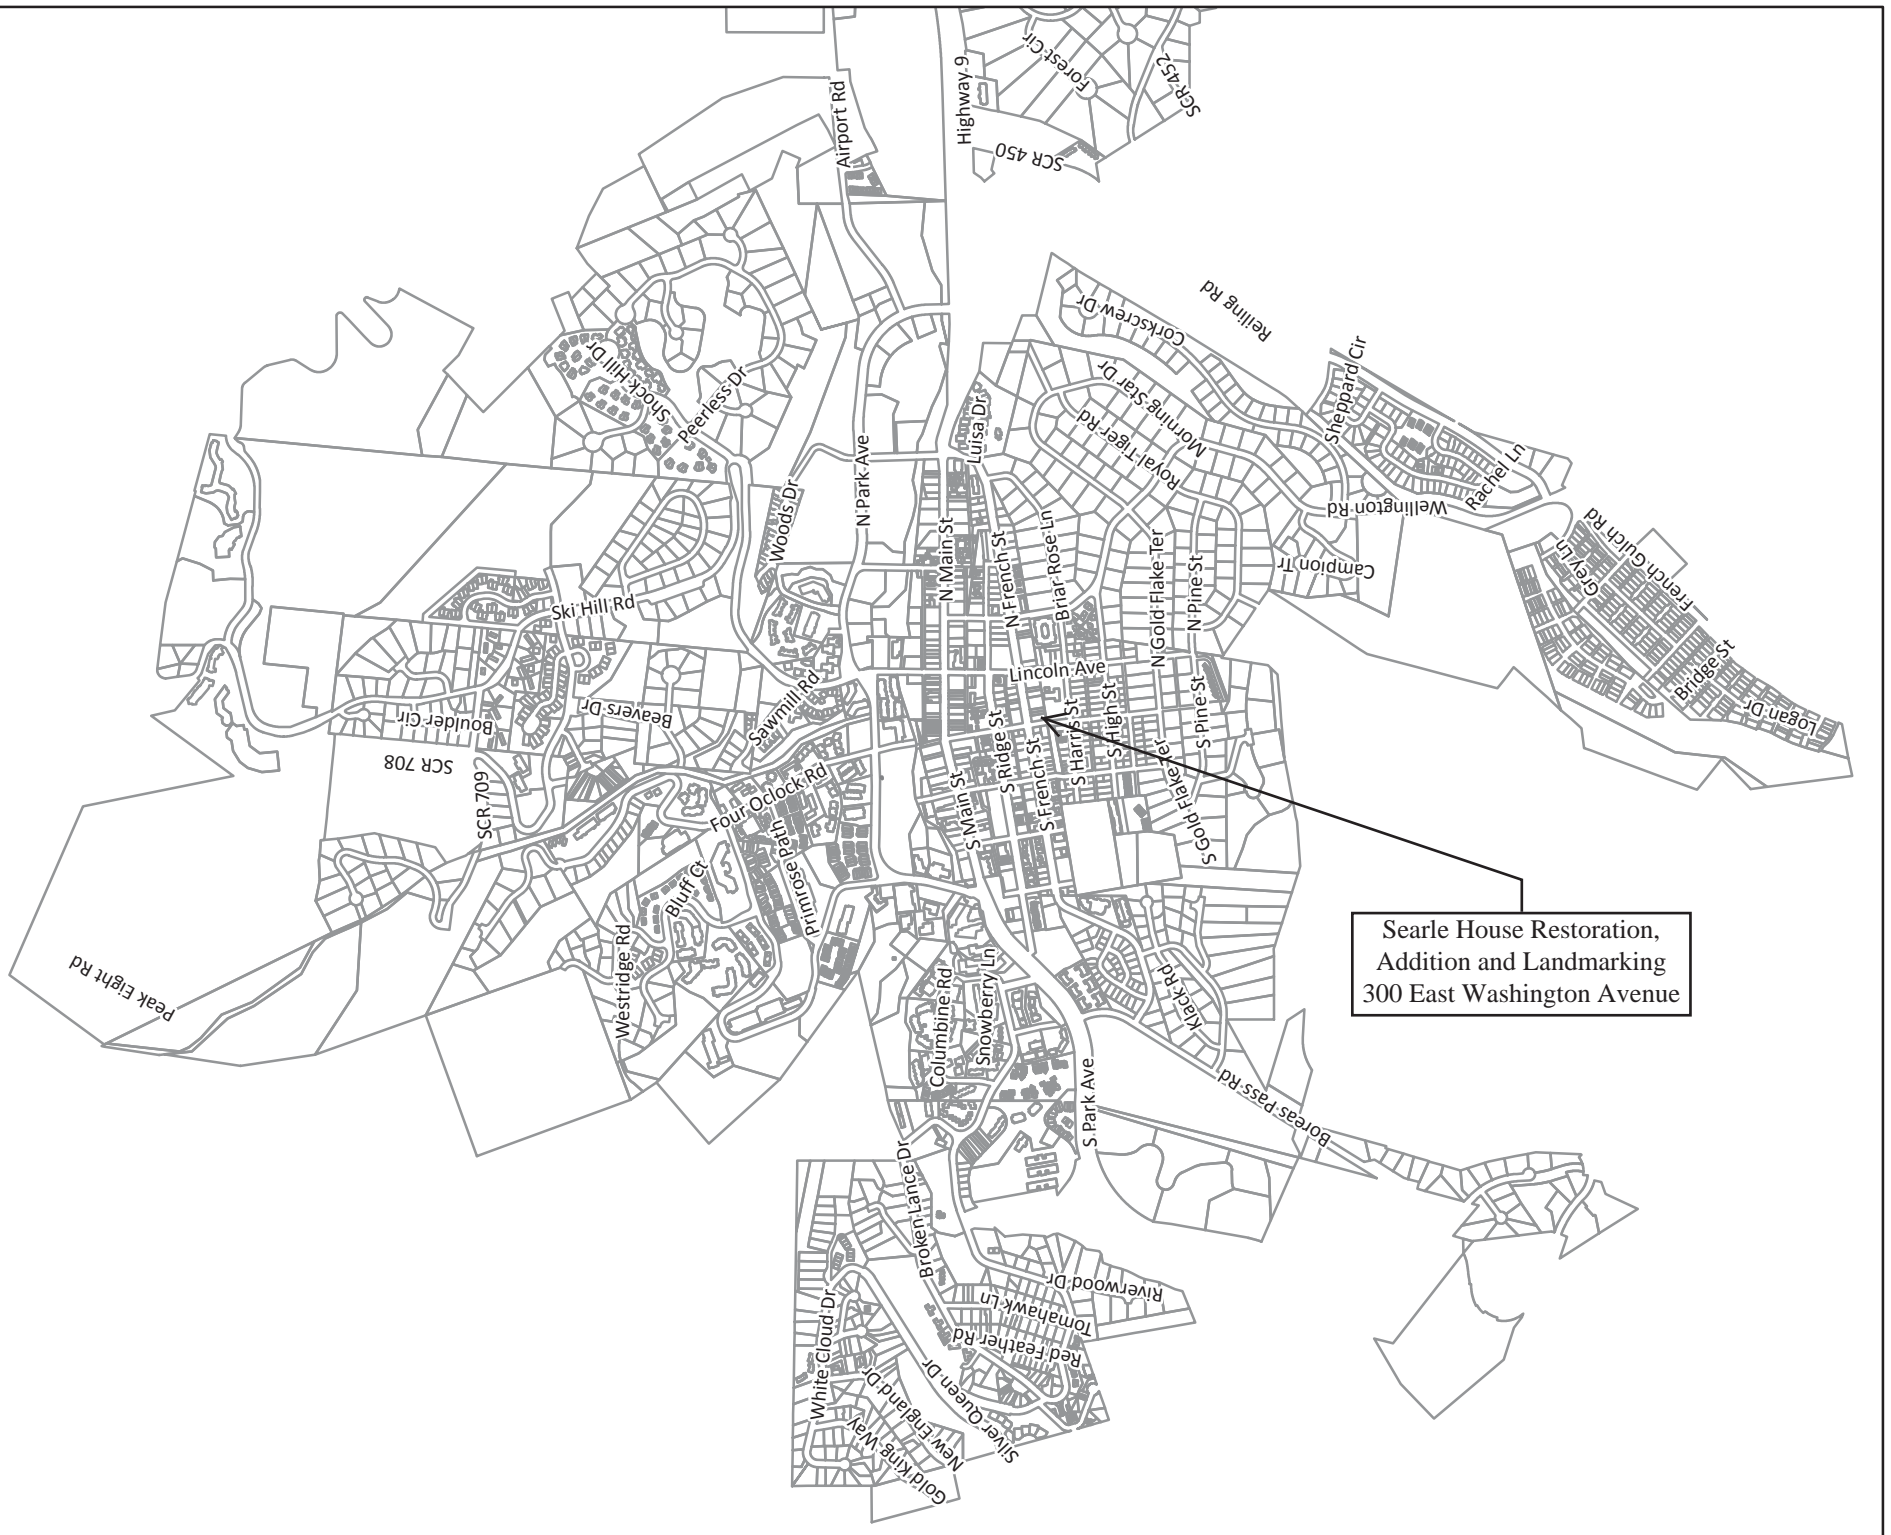 Highway 9
Forest Cir
SCR 452
SCR 450
Airport Rd
Reiling Rd
Corkscrew Dr
Shock Hill Dr
Peerless Dr
Luisa Dr
Morning Star Dr
Royal Tiger Rd
Sheppard Cir
Rachel Ln
Wellington Rd
Woods Dr
N Park Ave
N Main St
N French St
Briar Rose Ln
N Gold Flake Ter
N Pine St
Campion Tr
Grey Ln
French Gulch Rd
Bridge St
Logan Dr
Ski Hill Rd
Lincoln Ave
Boulder Cir
Beavers Dr
Sawmill Rd
SCR 708
SCR 709
Four Oclock Rd
Primrose Path
S Main St
S Ridge St
S French St
S Harris St
S High St
S Gold Flake Ter
S Pine St
Bluff Ct
Westridge Rd
Peak Eight Rd
Columbine Rd
Snowberry Ln
Klack Rd
Searle House Restoration,
Addition and Landmarking
300 East Washington Avenue
S Park Ave
Boreas Pass Rd
Broken Lance Dr
Riverwood Dr
Tomahawk Ln
Red Feather Rd
White Cloud Dr
Silver Queen Dr
New England Dr
Gold King Way